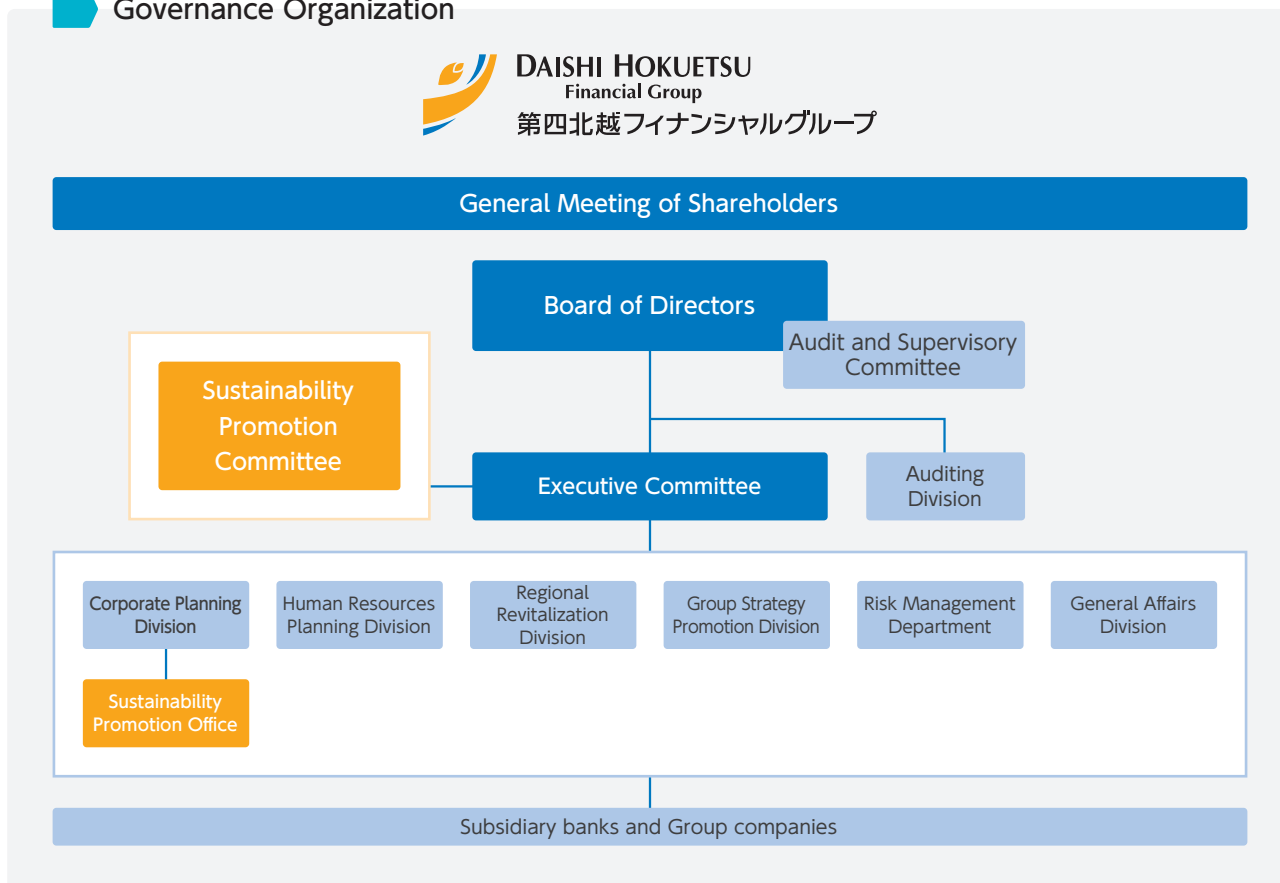 Governance Organization
DAISHI HOKUETSU
Financial Group
第四北越フィナンシャルグループ
General Meeting of Shareholders
Board of Directors
Audit and Supervisory
Committee
Sustainability
Promotion
Committee
Executive Committee
Auditing
Division
Corporate Planning
Division
Human Resources
Planning Division
Regional
Revitalization
Division
Group Strategy
Promotion Division
Risk Management
Department
General Affairs
Division
Sustainability
Promotion Office
Subsidiary banks and Group companies